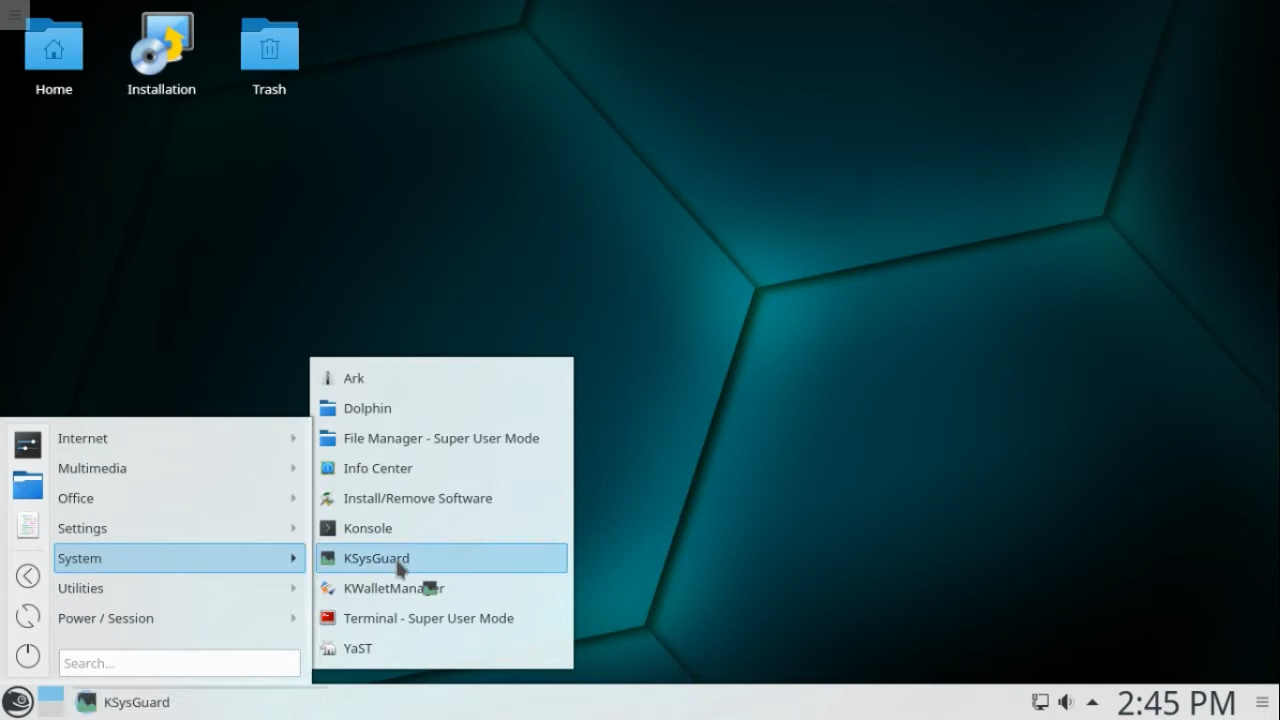 Home
Installation
Trash
Ark
Dolphin
File Manager - Super User Mode
Info Center
Install/Remove Software
Konsole
KSysGuard
KWalletManager
Terminal - Super User Mode
YaST
Internet
Multimedia
Office
Settings
System
Utilities
Power / Session
Search...
KSysGuard
2:45 PM